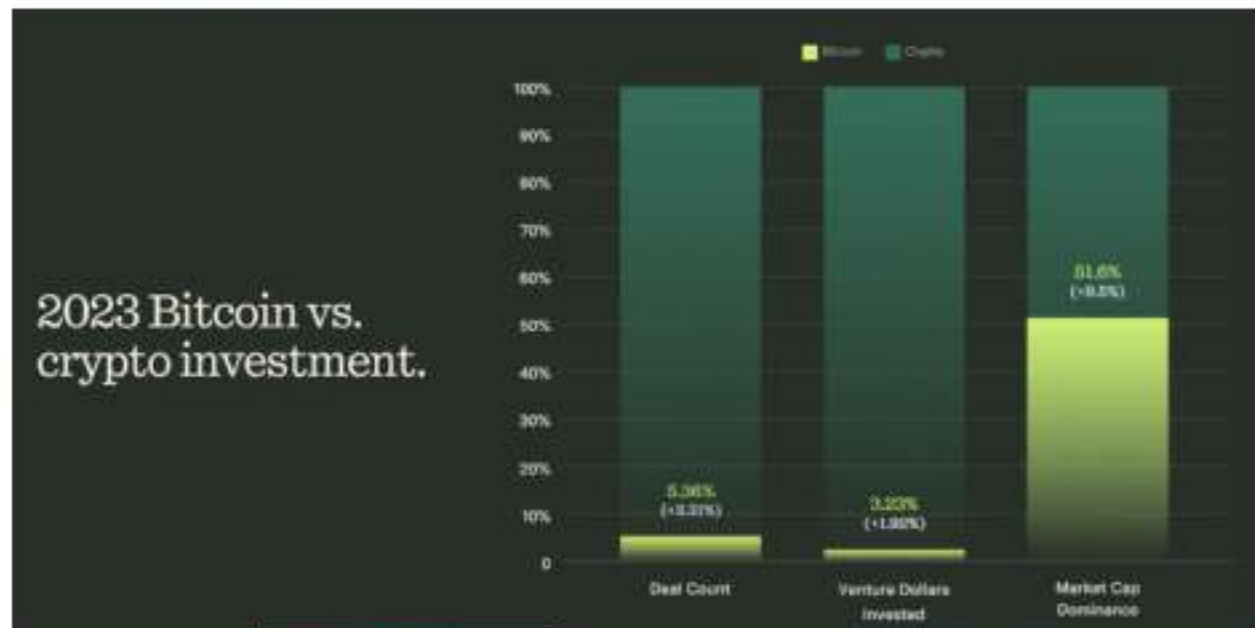 2023 Bitcoin vs.
crypto investment.
Bitcoin Crypto
100%
90%
80%
70%
60%
50%
40%
30%
20%
10%
0
5.36%
3.23%
51.6%
Deal Count
Venture Dollars
Invested
Market Cap
Dominance